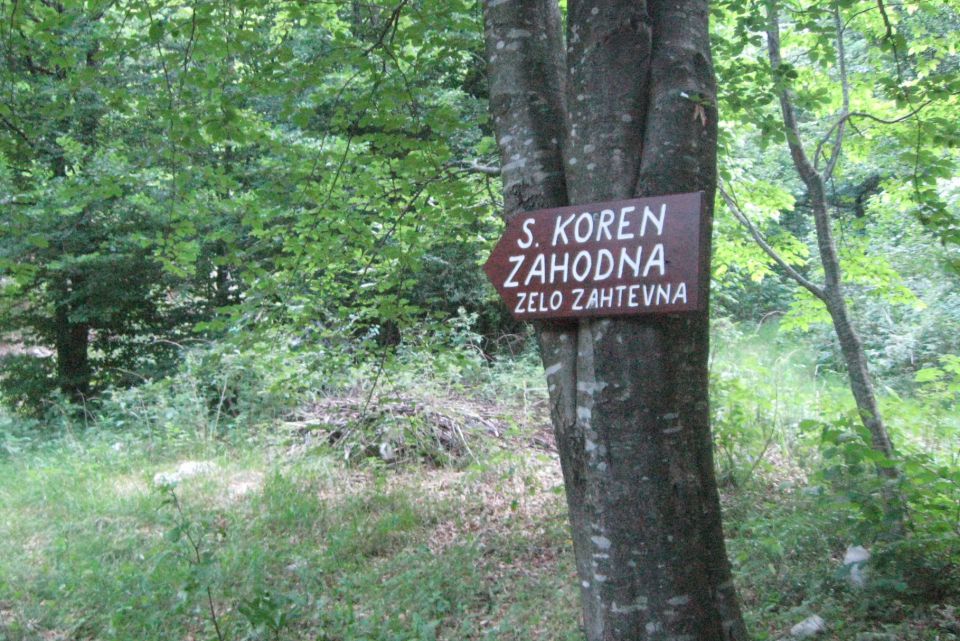 S. KOREN
ZAHODNA
ZELO ZAHTEVNA